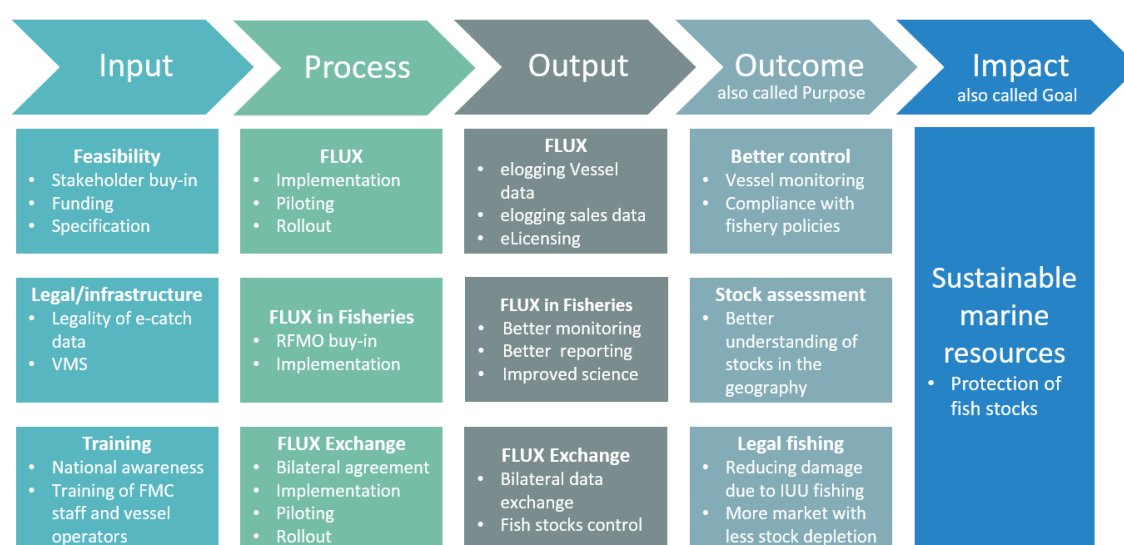 Input
Process
Output
Outcome
also called Purpose
Impact
also called Goal
Feasibility
• Stakeholder buy-in
• Funding
• Specification
Legal/infrastructure
• Legality of e-catch
data
• VMS
Training
• National awareness
• Training of FMC
staff and vessel
operators
FLUX
• Implementation
• Piloting
• Rollout
FLUX in Fisheries
• RFMO buy-in
• Implementation
FLUX Exchange
• Bilateral agreement
• Implementation
• Piloting
• Rollout
FLUX
• elogging Vessel
data
• elogging sales data
• eLicensing
FLUX in Fisheries
• Better monitoring
• Better reporting
• Improved science
FLUX Exchange
• Bilateral data
exchange
• Fish stocks control
Better control
• Vessel monitoring
• Compliance with
fishery policies
Stock assessment
• Better
understanding of
stocks in the
geography
Legal fishing
• Reducing damage
due to IUU fishing
• More market with
less stock depletion
Sustainable
marine
resources
• Protection of
fish stocks